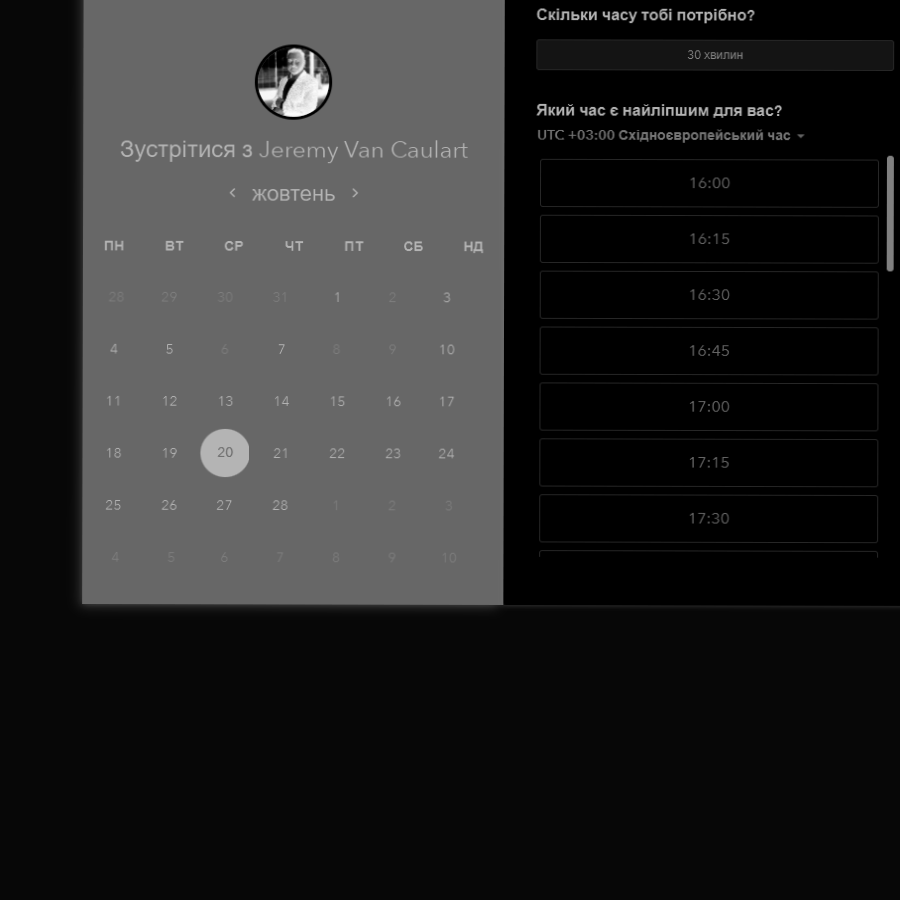 Зустрітися з Jeremy Van Caulart
жовтень
ПН ВТ СР ЧТ ПТ СБ НД
28 29 30 31 1 2 3
4 5 6 7 8 9 10
11 12 13 14 15 16 17
18 19 20 21 22 23 24
25 26 27 28 1 2 3
4 5 6 7 8 9 10
Скільки часу тобі потрібно?
30 хвилин
Який час є найліпшим для вас?
UTC +03:00 Східноєвропейський час
16:00
16:15
16:30
16:45
17:00
17:15
17:30